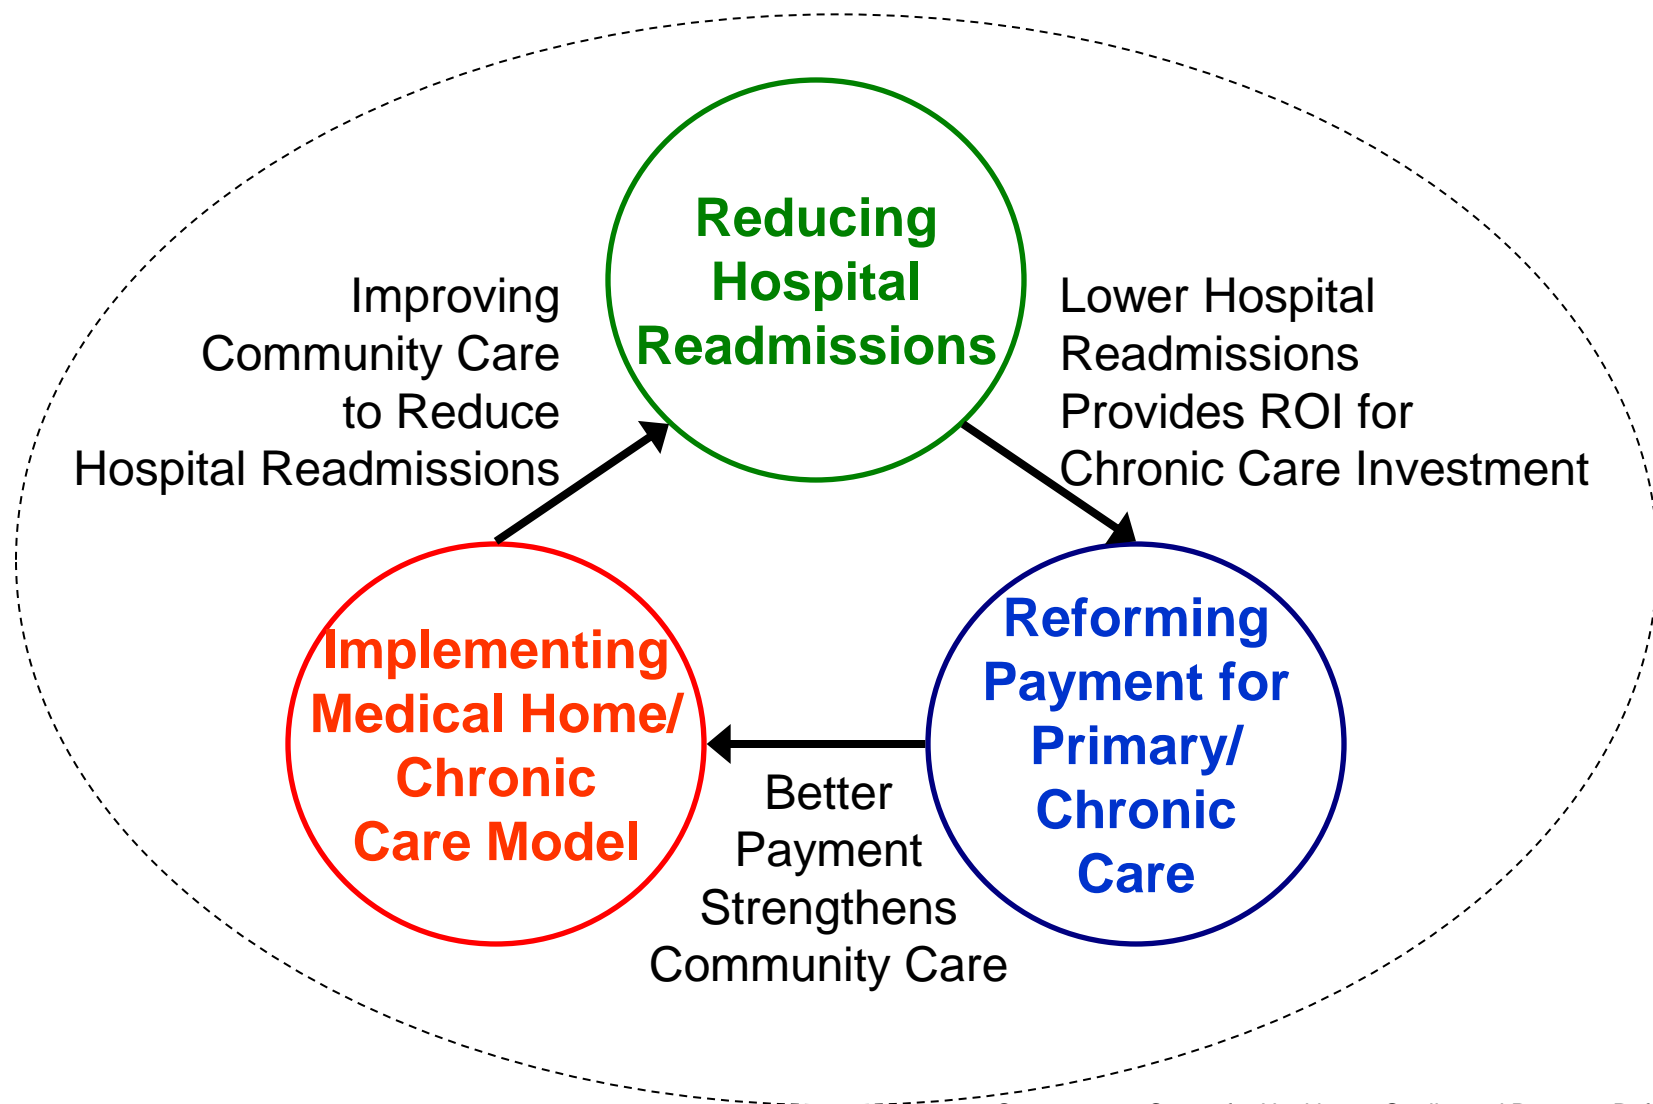 Reducing
Hospital
Readmissions
Improving
Community Care
to Reduce
Hospital Readmissions
Lower Hospital
Readmissions
Provides ROI for
Chronic Care Investment
Implementing
Medical Home/
Chronic
Care Model
Reforming
Payment for
Primary/
Chronic
Care
Better
Payment
Strengthens
Community Care